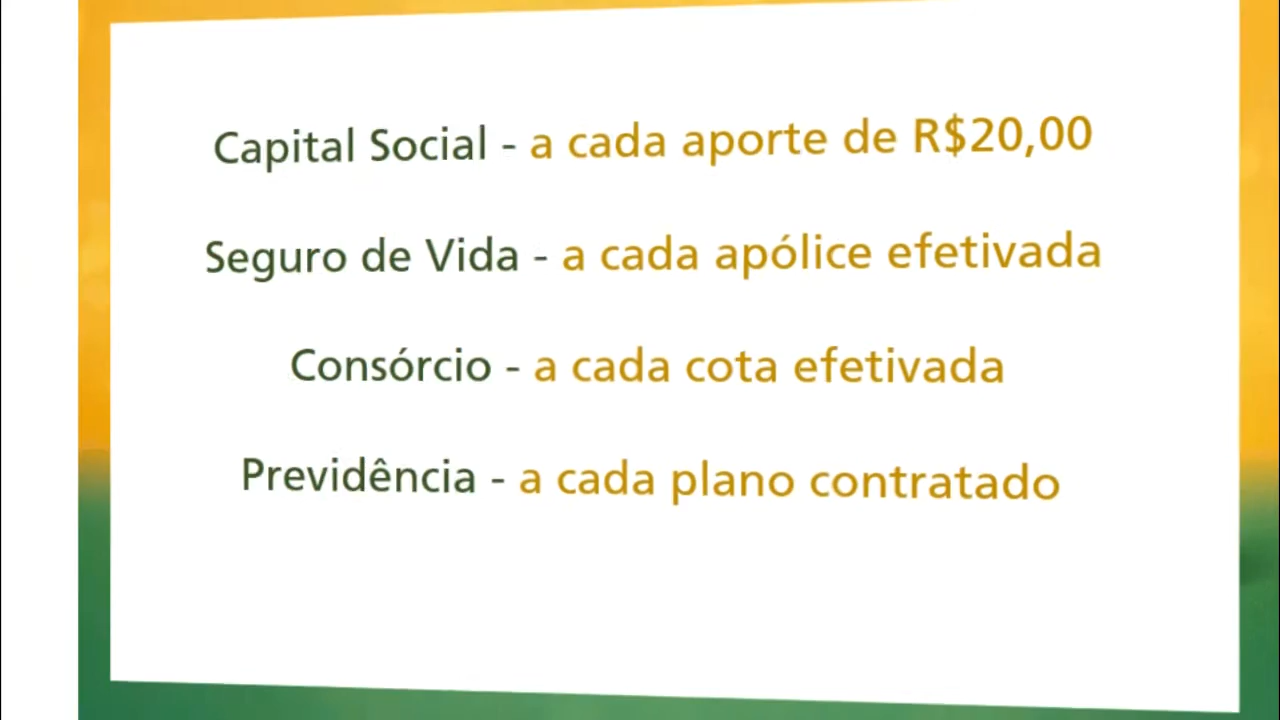 Capital Social - a cada aporte de R$20,00
Seguro de Vida - a cada apólice efetivada
Consórcio - a cada cota efetivada
Previdência - a cada plano contratado